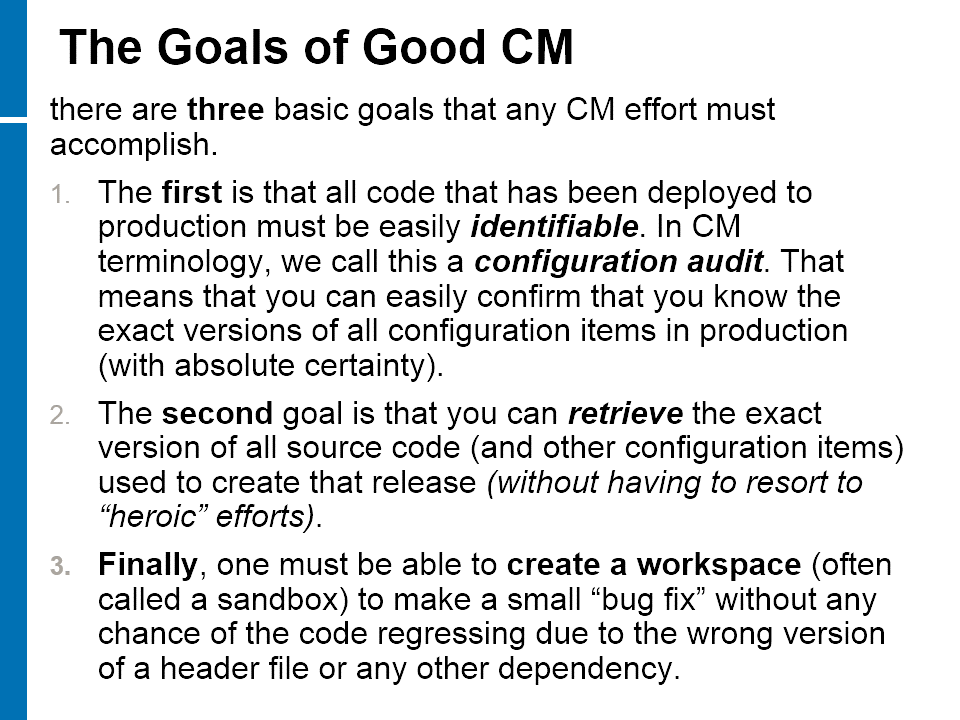 The Goals of Good CM
there are three basic goals that any CM effort must
accomplish.
1. The first is that all code that has been deployed to
production must be easily identifiable. In CM
terminology, we call this a configuration audit. That
means that you can easily confirm that you know the
exact versions of all configuration items in production
(with absolute certainty).
2. The second goal is that you can retrieve the exact
version of all source code (and other configuration items)
used to create that release (without having to resort to
“heroic” efforts).
3. Finally, one must be able to create a workspace (often
called a sandbox) to make a small “bug fix” without any
chance of the code regressing due to the wrong version
of a header file or any other dependency.